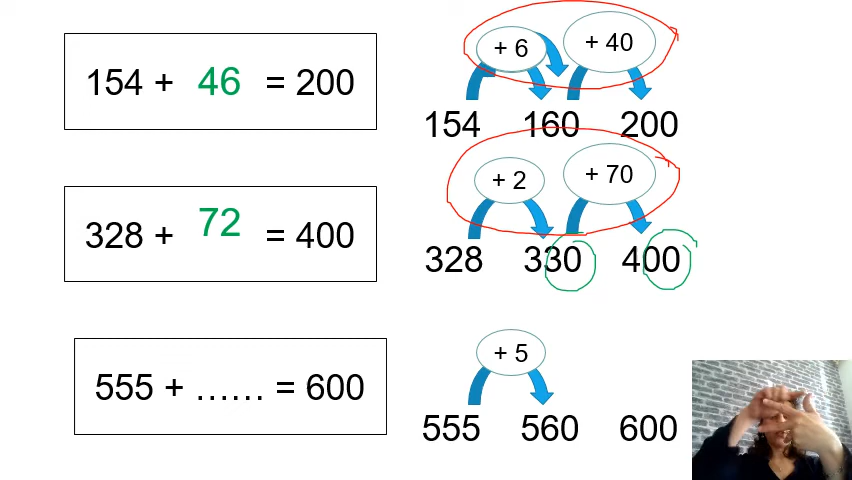 + 6 + 40
154 + 46 = 200
154 160 200
+ 2 + 70
328 + 72 = 400
328 330 400
+ 5
555 + …… = 600
555 560 600